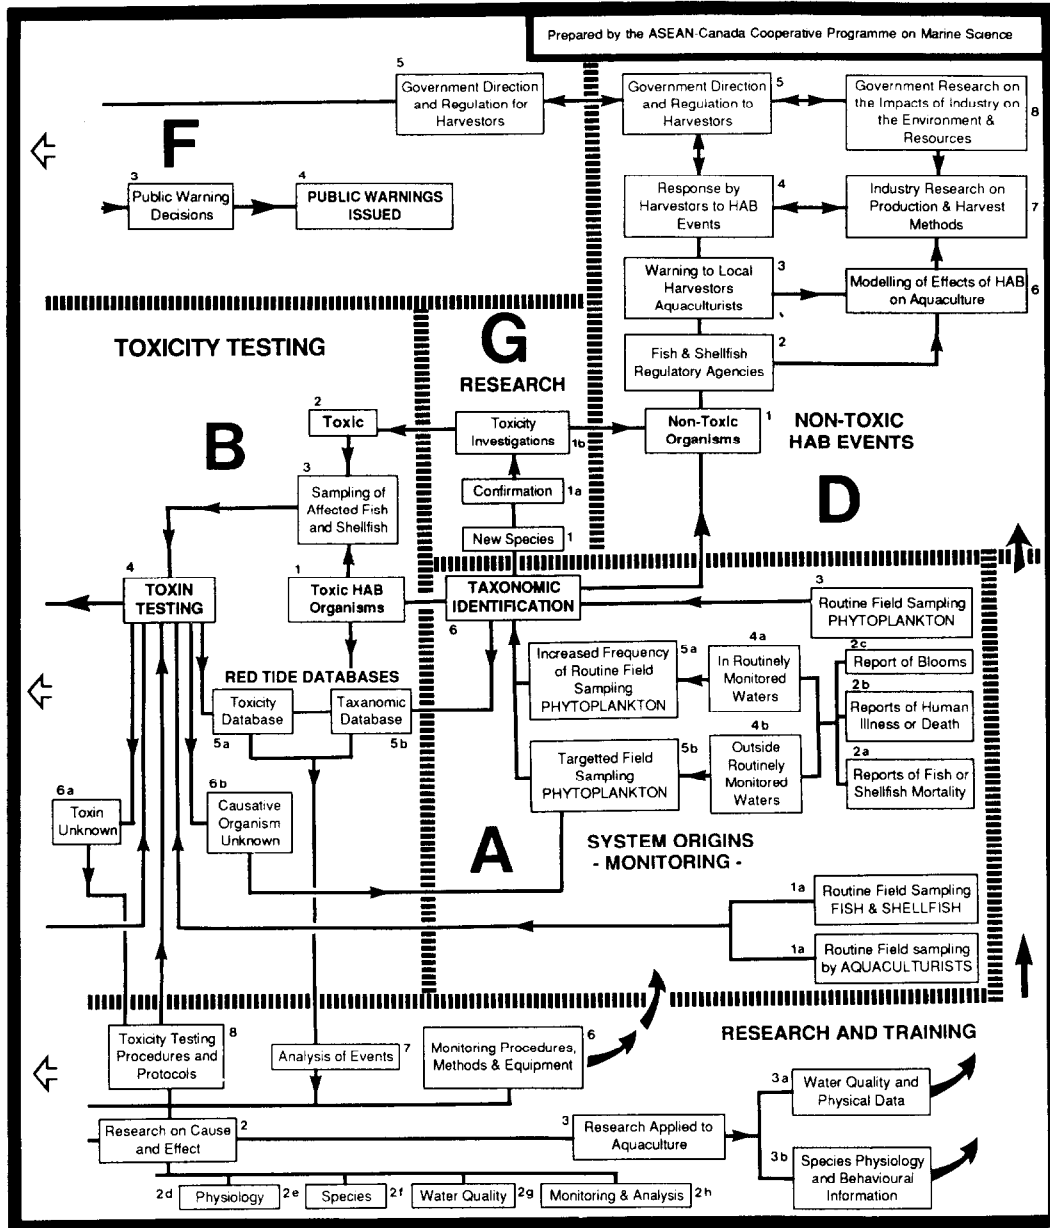 Prepared by the ASEAN-Canada Cooperative Programme on Marine Science
5
Government Direction
and Regulation for
Harvestors
Government Direction
and Regulation to
Harvestors
5
Government Research on
the Impacts of Industry on
the Environment &
Resources
8
F
3
Public Warning
Decisions
4
PUBLIC WARNINGS
ISSUED
Response by
Harvestors to HAB
Events
4
Industry Research on
Production & Harvest
Methods
7
Warning to Local
Harvestors
Aquaculturists
3
Modelling of Effects of HAB
on Aquaculture
6
Fish & Shellfish
Regulatory Agencies
2
TOXICITY TESTING
G
RESEARCH
B
2
Toxic
Toxicity
Investigations
1b
Non-Toxic
Organisms
1
NON-TOXIC
HAB EVENTS
D
3
Sampling of
Affected Fish
and Shellfish
Confirmation
1a
New Species
1
4
TOXIN
TESTING
1
Toxic HAB
Organisms
TAXONOMIC
IDENTIFICATION
6
3
Routine Field Sampling
PHYTOPLANKTON
Increased Frequency
of Routine Field
Sampling
PHYTOPLANKTON
5a
4a
In Routinely
Monitored
Waters
2c
Report of Blooms
2b
Reports of Human
Illness or Death
2a
Reports of Fish or
Shellfish Mortality
RED TIDE DATABASES
Toxicity
Database
5a
Taxanomic
Database
5b
Targetted Field
Sampling
PHYTOPLANKTON
5b
4b
Outside
Routinely
Monitored
Waters
6a
Toxin
Unknown
6b
Causative
Organism
Unknown
A
SYSTEM ORIGINS
- MONITORING -
1a
Routine Field Sampling
FISH & SHELLFISH
1a
Routine Field sampling
by AQUACULTURISTS
Toxicity Testing
Procedures and
Protocols
8
Analysis of Events
7
Monitoring Procedures,
Methods & Equipment
6
RESEARCH AND TRAINING
3a
Water Quality and
Physical Data
Research on Cause
and Effect
2
3
Research Applied to
Aquaculture
3b
Species Physiology
and Behavioural
Information
2d
Physiology
2e
Species
2f
Water Quality
2g
Monitoring & Analysis
2h